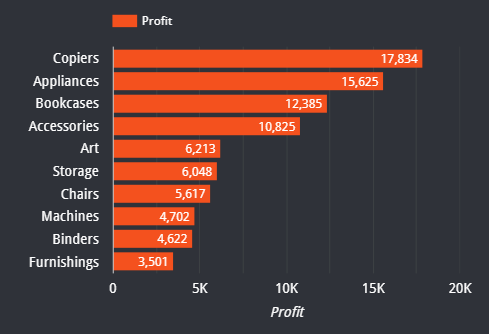 Profit
Copiers 17,834
Appliances 15,625
Bookcases 12,385
Accessories 10,825
Art 6,213
Storage 6,048
Chairs 5,617
Machines 4,702
Binders 4,622
Furnishings 3,501
0 5K 10K 15K 20K
Profit